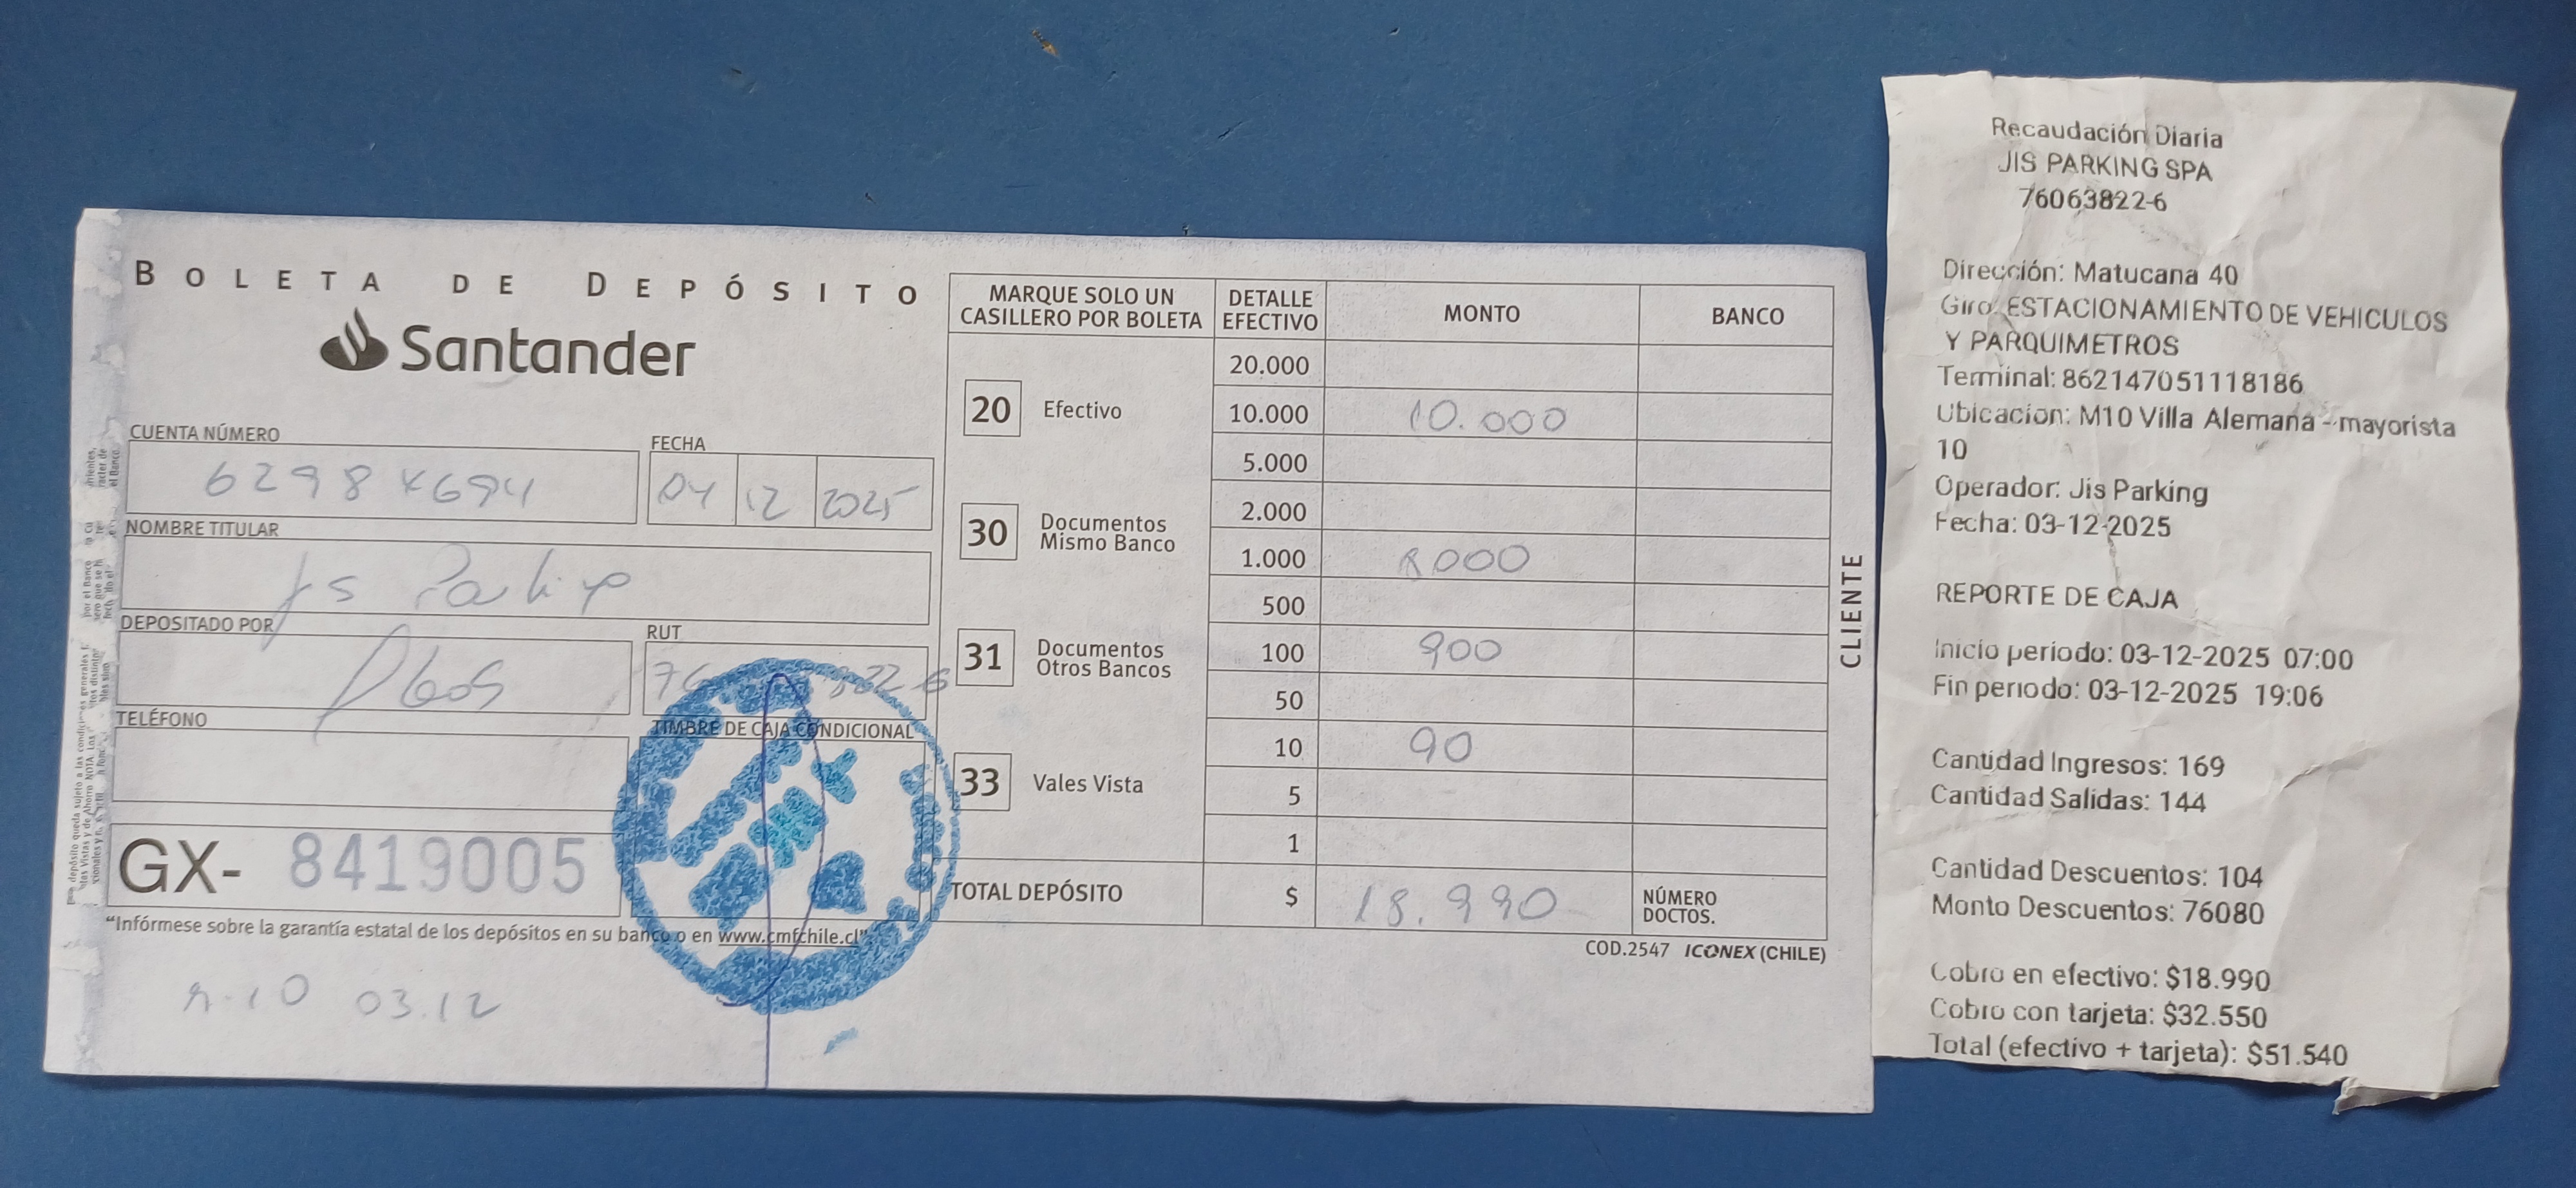 BOLETA DE DEPÓSITO
Santander
CUENTA NÚMERO
FECHA
04 12 2025
NOMBRE TITULAR
DEPOSITADO POR
RUT
TELÉFONO
TIMBRE DE CAJA CONDICIONAL
GX- 8419005
"Infórmese sobre la garantía estatal de los depósitos en su banco o en www.cmfchile.cl"
03.12
MARQUE SOLO UN
CASILLERO POR BOLETA
20 Efectivo
30 Documentos
Mismo Banco
31 Documentos
Otros Bancos
33 Vales Vista
DETALLE
EFECTIVO
MONTO
BANCO
20.000
10.000 10.000
5.000
2.000
1.000 8000
500
100 900
50
10 90
5
1
TOTAL DEPÓSITO $ 18.990
NÚMERO
DOCTOS.
COD.2547 ICONEX (CHILE)
CLIENTE
Recaudación Diaria
JIS PARKING SPA
76063822-6
Dirección: Matucana 40
Giro: ESTACIONAMIENTO DE VEHICULOS
Y PARQUIMETROS
Terminal: 862147051118186
Ubicacion: M10 Villa Alemana - mayorista
10
Operador: Jis Parking
Fecha: 03-12-2025
REPORTE DE CAJA
Inicio periodo: 03-12-2025 07:00
Fin periodo: 03-12-2025 19:06
Cantidad Ingresos: 169
Cantidad Salidas: 144
Cantidad Descuentos: 104
Monto Descuentos: 76080
Cobro en efectivo: $18.990
Cobro con tarjeta: $32.550
Total (efectivo + tarjeta): $51.540